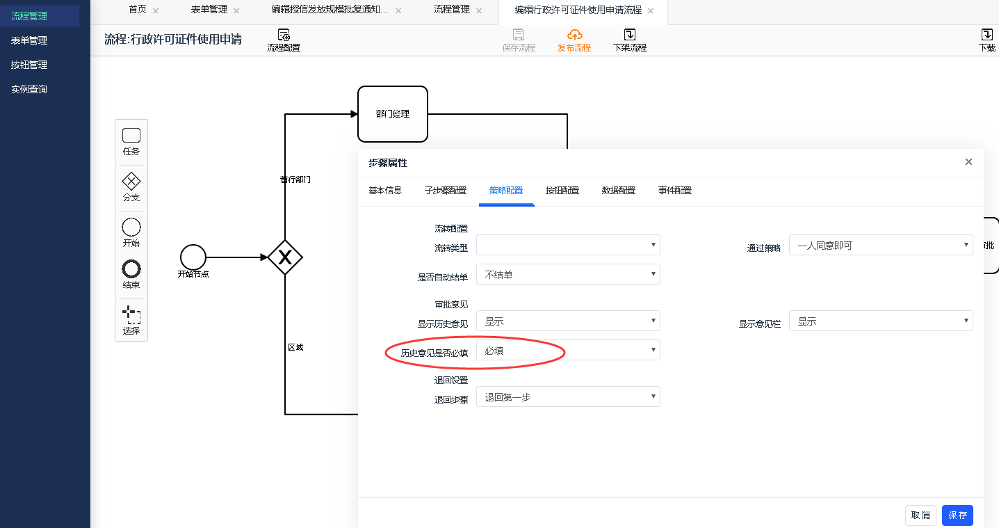 流程管理
表单管理
按钮管理
实例查询
首页
表单管理
编辑授信发放规模批复通知...
流程管理
编辑行政许可证件使用申请流程
流程:行政许可证件使用申请
流程配置
保存流程
发布流程
下架流程
下载
任务
分支
开始
结束
选择
开始节点
省行部门
区域
部门经理
审批
步骤属性
基本信息
子步骤配置
策略配置
按钮配置
数据配置
事件配置
流转配置
流转类型
通过策略 一人同意即可
是否自动结单 不结单
审批意见
显示历史意见 显示
显示意见栏 显示
历史意见是否必填 必填
退回设置
退回步骤 退回第一步
取消
保存